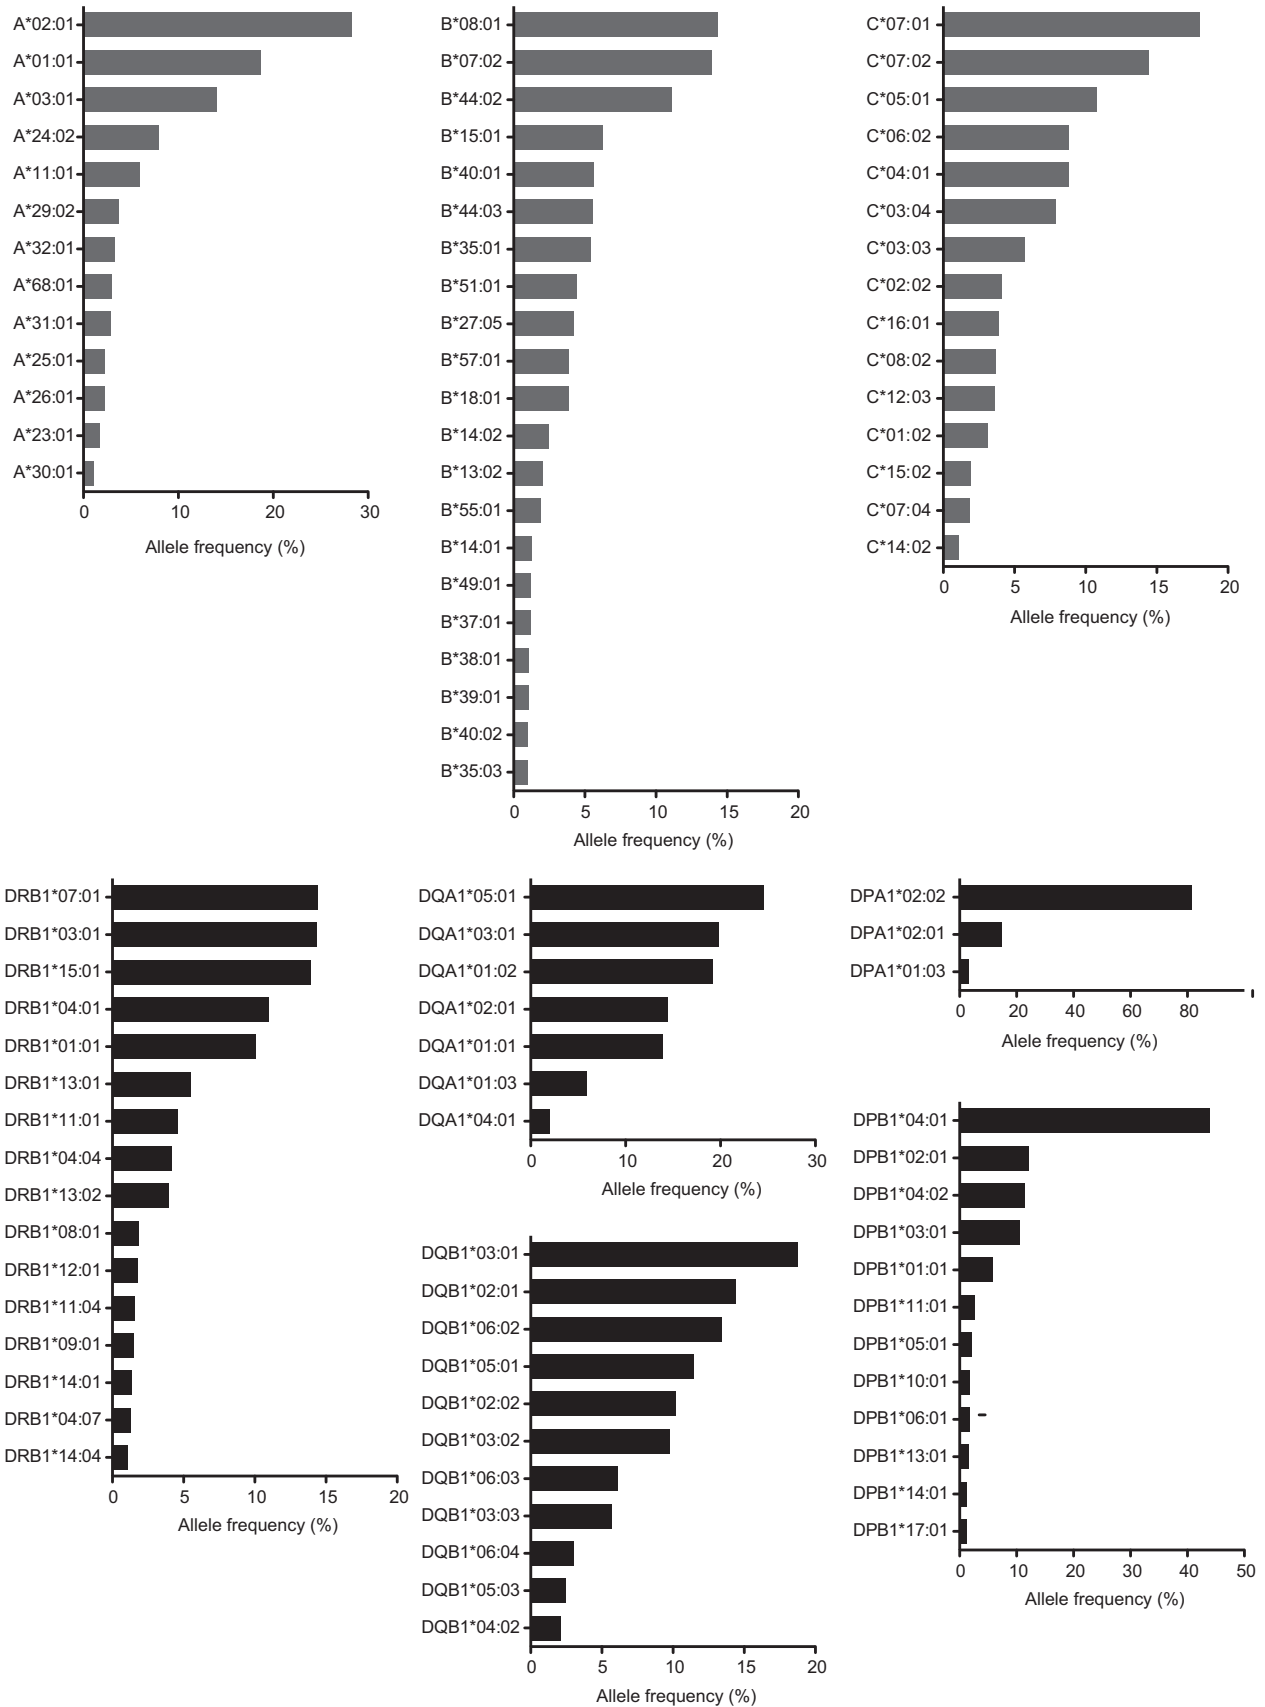 A*02:01
A*01:01
A*03:01
A*24:02
A*11:01
A*29:02
A*32:01
A*68:01
A*31:01
A*25:01
A*26:01
A*23:01
A*30:01
0 10 20 30
Allele frequency (%)
B*08:01
B*07:02
B*44:02
B*15:01
B*40:01
B*44:03
B*35:01
B*51:01
B*27:05
B*57:01
B*18:01
B*14:02
B*13:02
B*55:01
B*14:01
B*49:01
B*37:01
B*38:01
B*39:01
B*40:02
B*35:03
0 5 10 15 20
Allele frequency (%)
C*07:01
C*07:02
C*05:01
C*06:02
C*04:01
C*03:04
C*03:03
C*02:02
C*16:01
C*08:02
C*12:03
C*01:02
C*15:02
C*07:04
C*14:02
0 5 10 15 20
Allele frequency (%)
DRB1*07:01
DRB1*03:01
DRB1*15:01
DRB1*04:01
DRB1*01:01
DRB1*13:01
DRB1*11:01
DRB1*04:04
DRB1*13:02
DRB1*08:01
DRB1*12:01
DRB1*11:04
DRB1*09:01
DRB1*14:01
DRB1*04:07
DRB1*14:04
0 5 10 15 20
Allele frequency (%)
DQA1*05:01
DQA1*03:01
DQA1*01:02
DQA1*02:01
DQA1*01:01
DQA1*01:03
DQA1*04:01
0 10 20 30
Allele frequency (%)
DQB1*03:01
DQB1*02:01
DQB1*06:02
DQB1*05:01
DQB1*02:02
DQB1*03:02
DQB1*06:03
DQB1*03:03
DQB1*06:04
DQB1*05:03
DQB1*04:02
0 5 10 15 20
Allele frequency (%)
DPA1*02:02
DPA1*02:01
DPA1*01:03
0 20 40 60 80
Alele frequency (%)
DPB1*04:01
DPB1*02:01
DPB1*04:02
DPB1*03:01
DPB1*01:01
DPB1*11:01
DPB1*05:01
DPB1*10:01
DPB1*06:01
DPB1*13:01
DPB1*14:01
DPB1*17:01
0 10 20 30 40 50
Allele frequency (%)